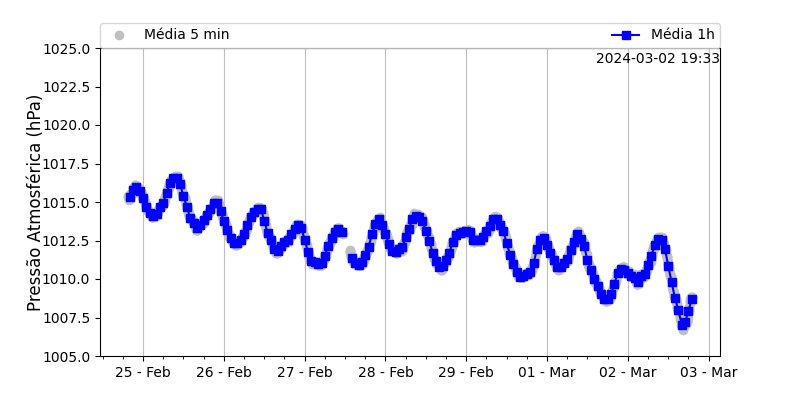 Média 5 min
Média 1h
2024-03-02 19:33
Pressão Atmosférica (hPa)
1025.0
1022.5
1020.0
1017.5
1015.0
1012.5
1010.0
1007.5
1005.0
25 - Feb
26 - Feb
27 - Feb
28 - Feb
29 - Feb
01 - Mar
02 - Mar
03 - Mar